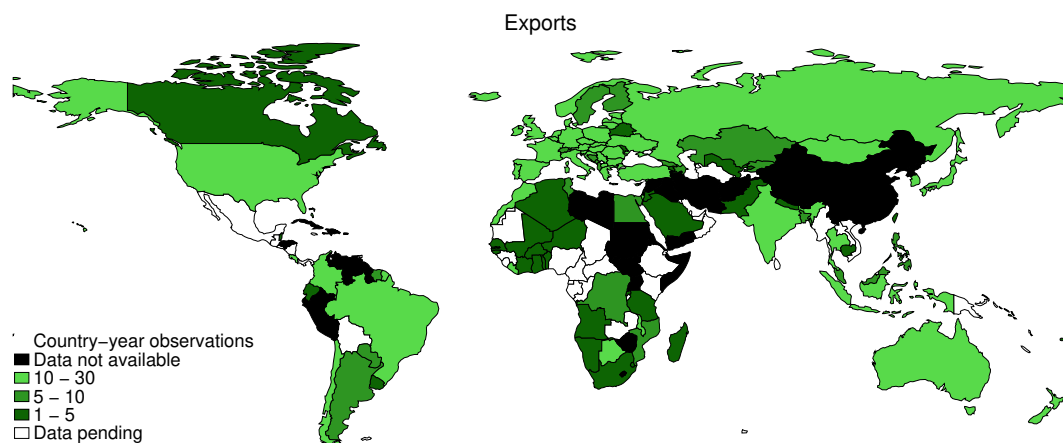 Exports
Country−year observations
Data not available
10 − 30
5 − 10
1 − 5
Data pending